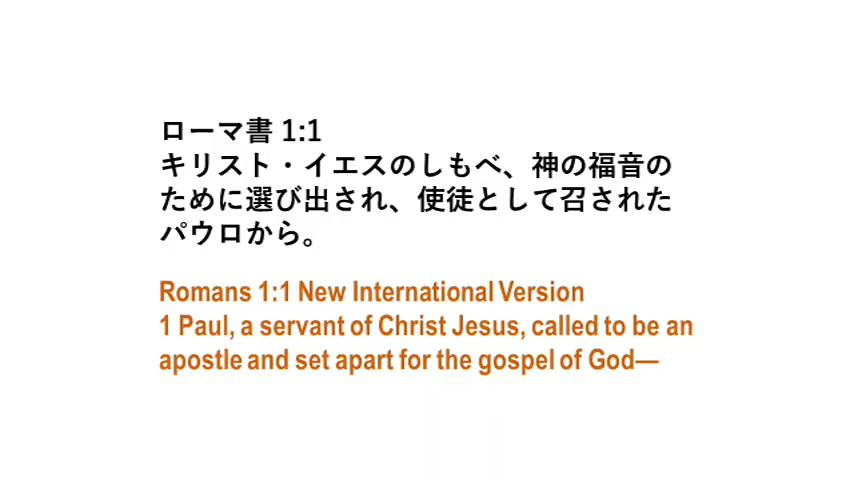 ローマ書 1:1
キリスト・イエスのしもべ、神の福音の
ために選び出され、使徒として召された
パウロから。
Romans 1:1 New International Version
1 Paul, a servant of Christ Jesus, called to be an
apostle and set apart for the gospel of God—